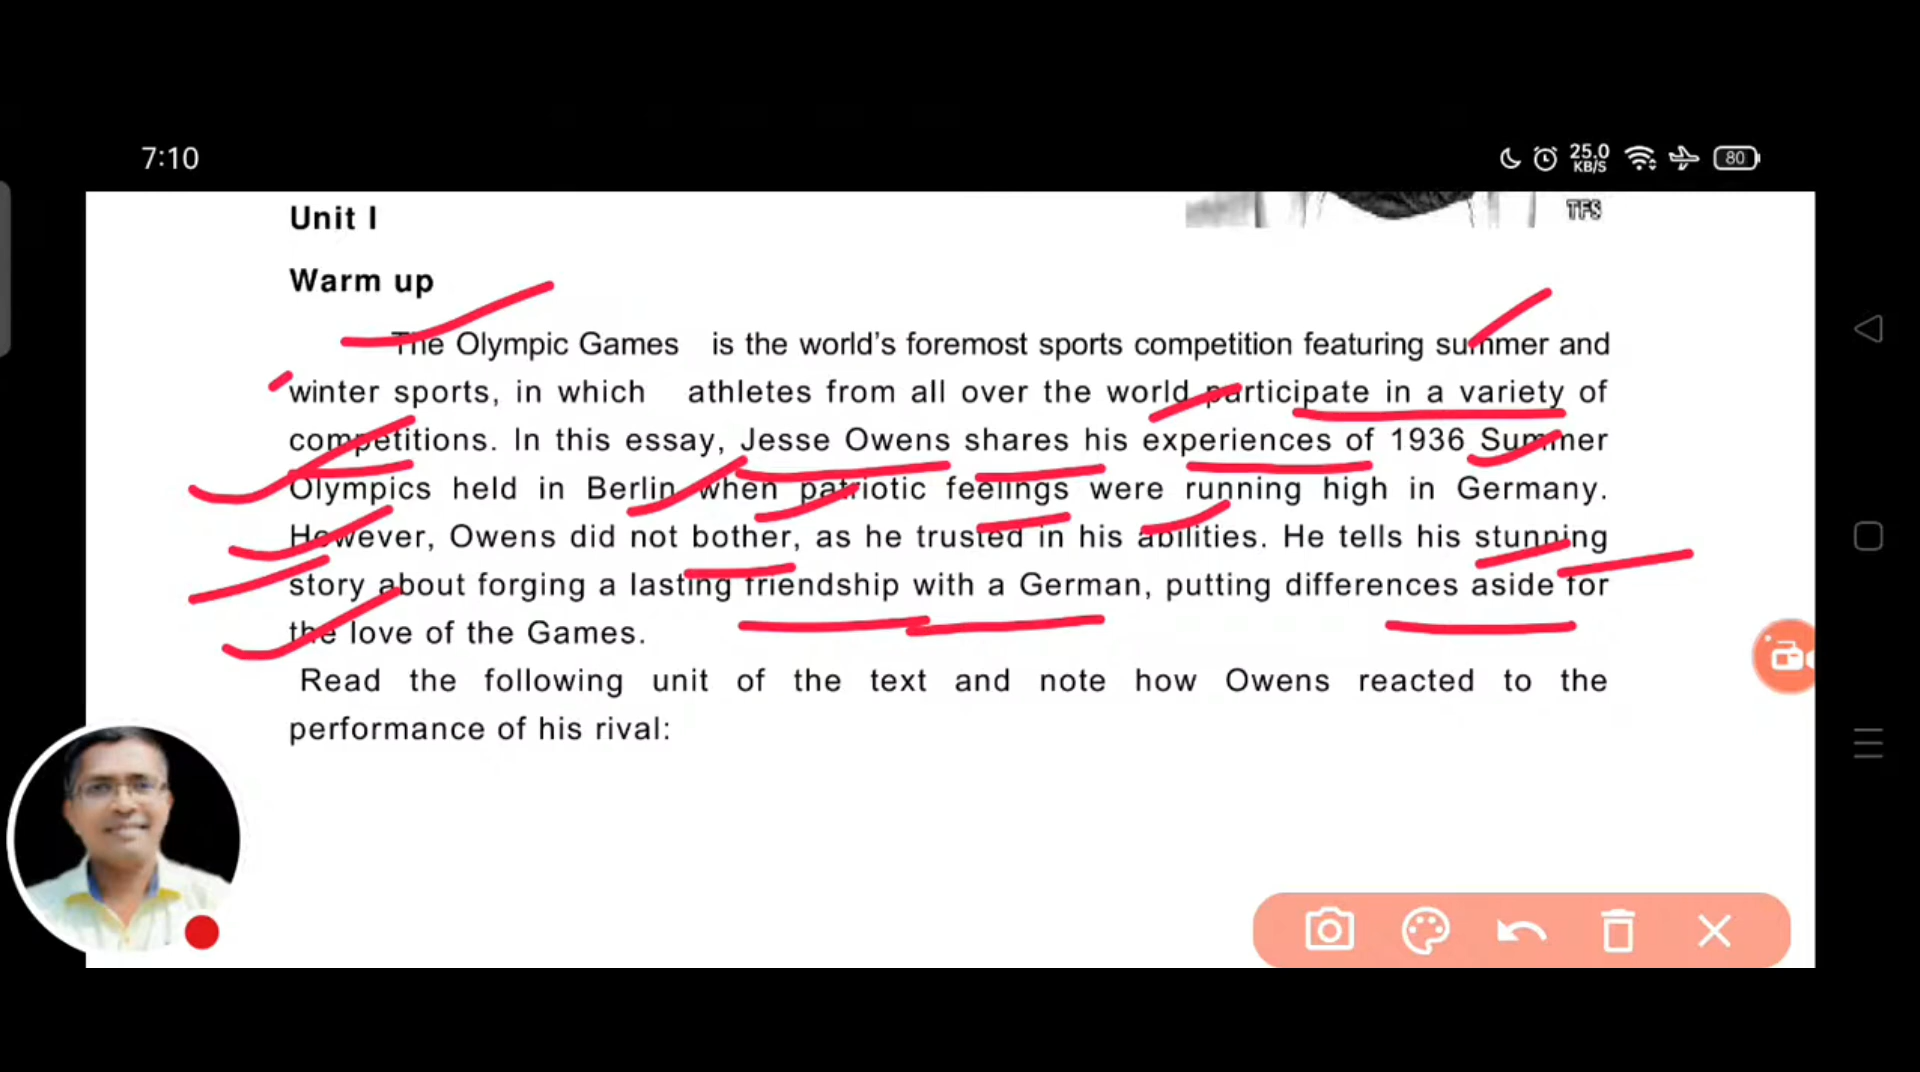 7:10
25.0
KB/S
80
Unit I
TFS
Warm up
The Olympic Games is the world's foremost sports competition featuring summer and
winter sports, in which athletes from all over the world participate in a variety of
competitions. In this essay, Jesse Owens shares his experiences of 1936 Summer
Olympics held in Berlin when patriotic feelings were running high in Germany.
However, Owens did not bother, as he trusted in his abilities. He tells his stunning
story about forging a lasting friendship with a German, putting differences aside for
the love of the Games.
Read the following unit of the text and note how Owens reacted to the
performance of his rival: